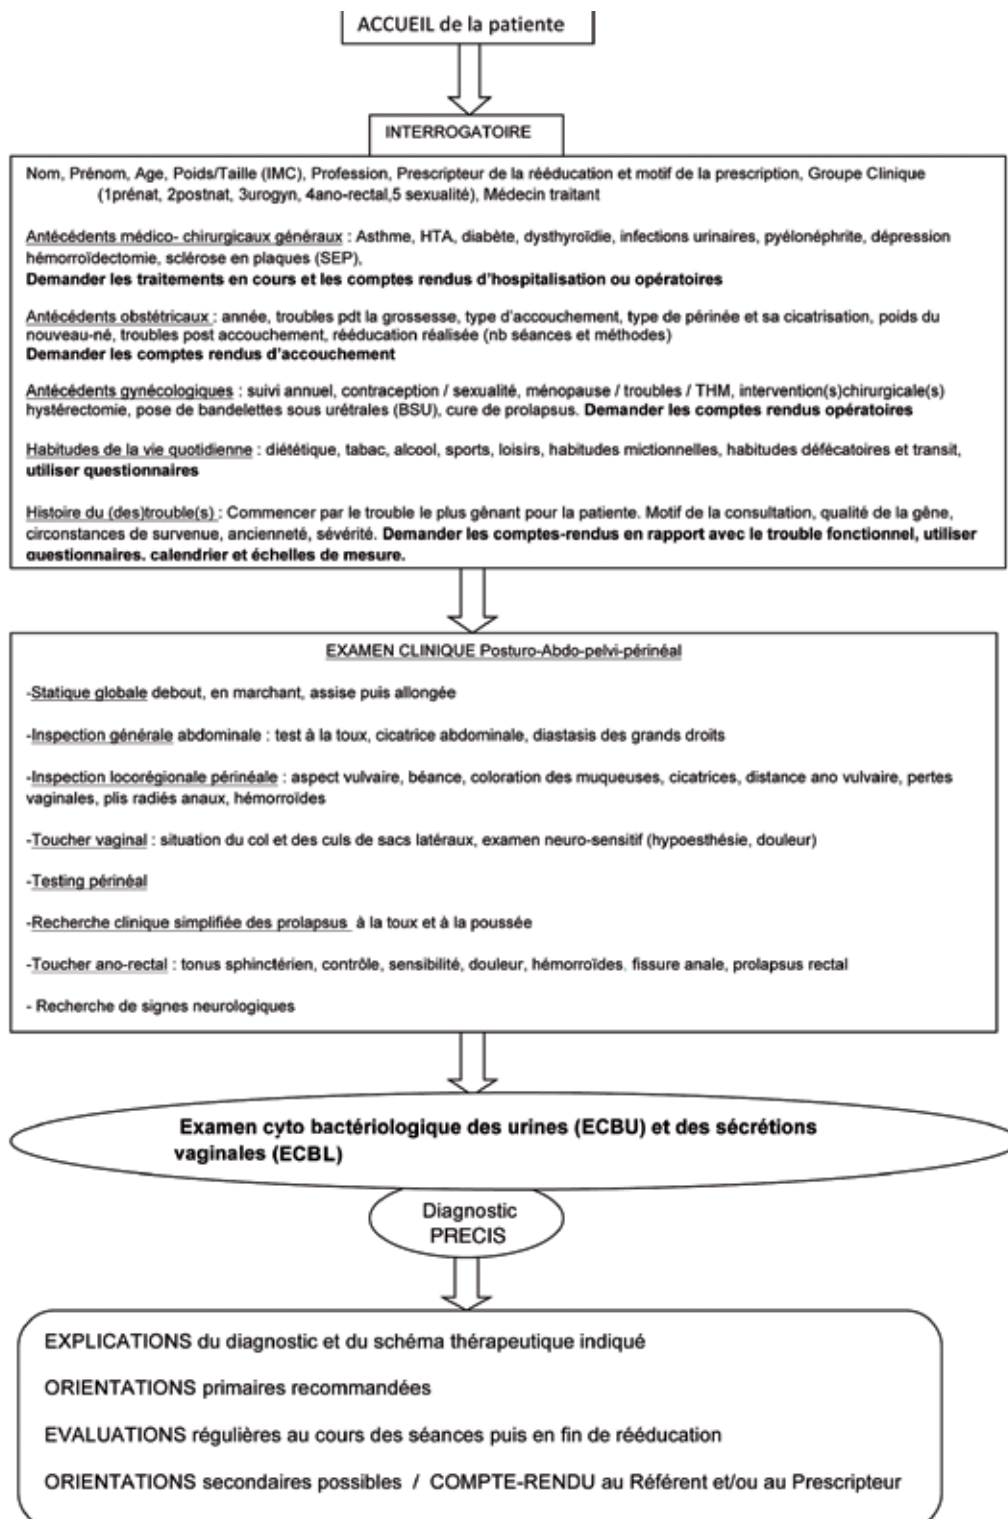 ACCUEIL de la patiente
INTERROGATOIRE
Nom, Prénom, Age, Poids/Taille (IMC), Profession, Prescripteur de la rééducation et motif de la prescription, Groupe Clinique
(1prénat, 2postnat, 3urogyn, 4ano-rectal,5 sexualité), Médecin traitant
Antécédents médico- chirurgicaux généraux : Asthme, HTA, diabète, dysthyroïdie, infections urinaires, pyélonéphrite, dépression
hémorroïdectomie, sclérose en plaques (SEP),
Demander les traitements en cours et les comptes rendus d'hospitalisation ou opératoires
Antécédents obstétricaux : année, troubles pdt la grossesse, type d'accouchement, type de périnée et sa cicatrisation, poids du
nouveau-né, troubles post accouchement, rééducation réalisée (nb séances et méthodes)
Demander les comptes rendus d'accouchement
Antécédents gynécologiques : suivi annuel, contraception / sexualité, ménopause / troubles / THM, intervention(s)chirurgicale(s)
hystérectomie, pose de bandelettes sous urétrales (BSU), cure de prolapsus. Demander les comptes rendus opératoires
Habitudes de la vie quotidienne : diététique, tabac, alcool, sports, loisirs, habitudes mictionnelles, habitudes défécatoires et transit,
utiliser questionnaires
Histoire du (des)trouble(s) : Commencer par le trouble le plus gênant pour la patiente. Motif de la consultation, qualité de la gêne,
circonstances de survenue, ancienneté, sévérité. Demander les comptes-rendus en rapport avec le trouble fonctionnel, utiliser
questionnaires, calendrier et échelles de mesure.
EXAMEN CLINIQUE Posturo-Abdo-pelvi-périnéal
-Statique globale debout, en marchant, assise puis allongée
-Inspection générale abdominale : test à la toux, cicatrice abdominale, diastasis des grands droits
-Inspection locorégionale périnéale : aspect vulvaire, béance, coloration des muqueuses, cicatrices, distance ano vulvaire, pertes
vaginales, plis radiés anaux, hémorroïdes
-Toucher vaginal : situation du col et des culs de sacs latéraux, examen neuro-sensitif (hypoesthésie, douleur)
-Testing périnéal
-Recherche clinique simplifiée des prolapsus à la toux et à la poussée
-Toucher ano-rectal : tonus sphinctérien, contrôle, sensibilité, douleur, hémorroïdes, fissure anale, prolapsus rectal
- Recherche de signes neurologiques
Examen cyto bactériologique des urines (ECBU) et des sécrétions
vaginales (ECBL)
Diagnostic
PRECIS
EXPLICATIONS du diagnostic et du schéma thérapeutique indiqué
ORIENTATIONS primaires recommandées
EVALUATIONS régulières au cours des séances puis en fin de rééducation
ORIENTATIONS secondaires possibles / COMPTE-RENDU au Référent et/ou au Prescripteur